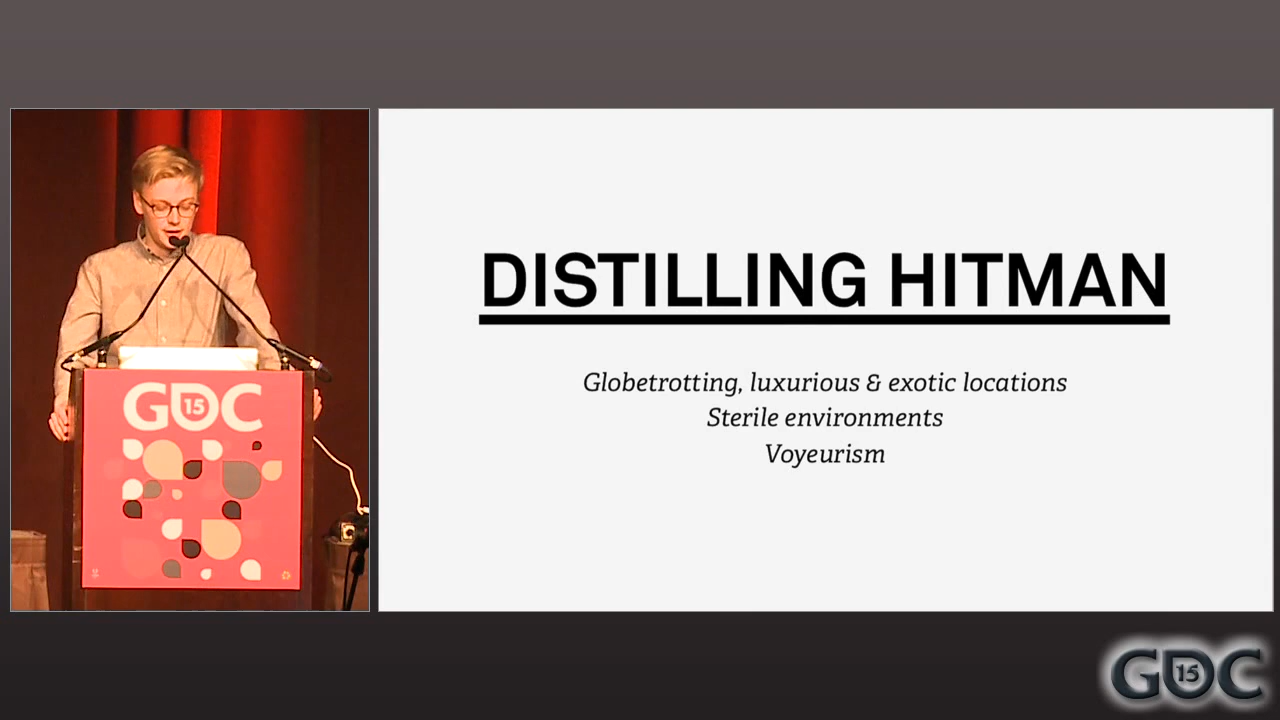 DISTILLING HITMAN
Globetrotting, luxurious & exotic locations
Sterile environments
Voyeurism
GDC 15
GDC 15